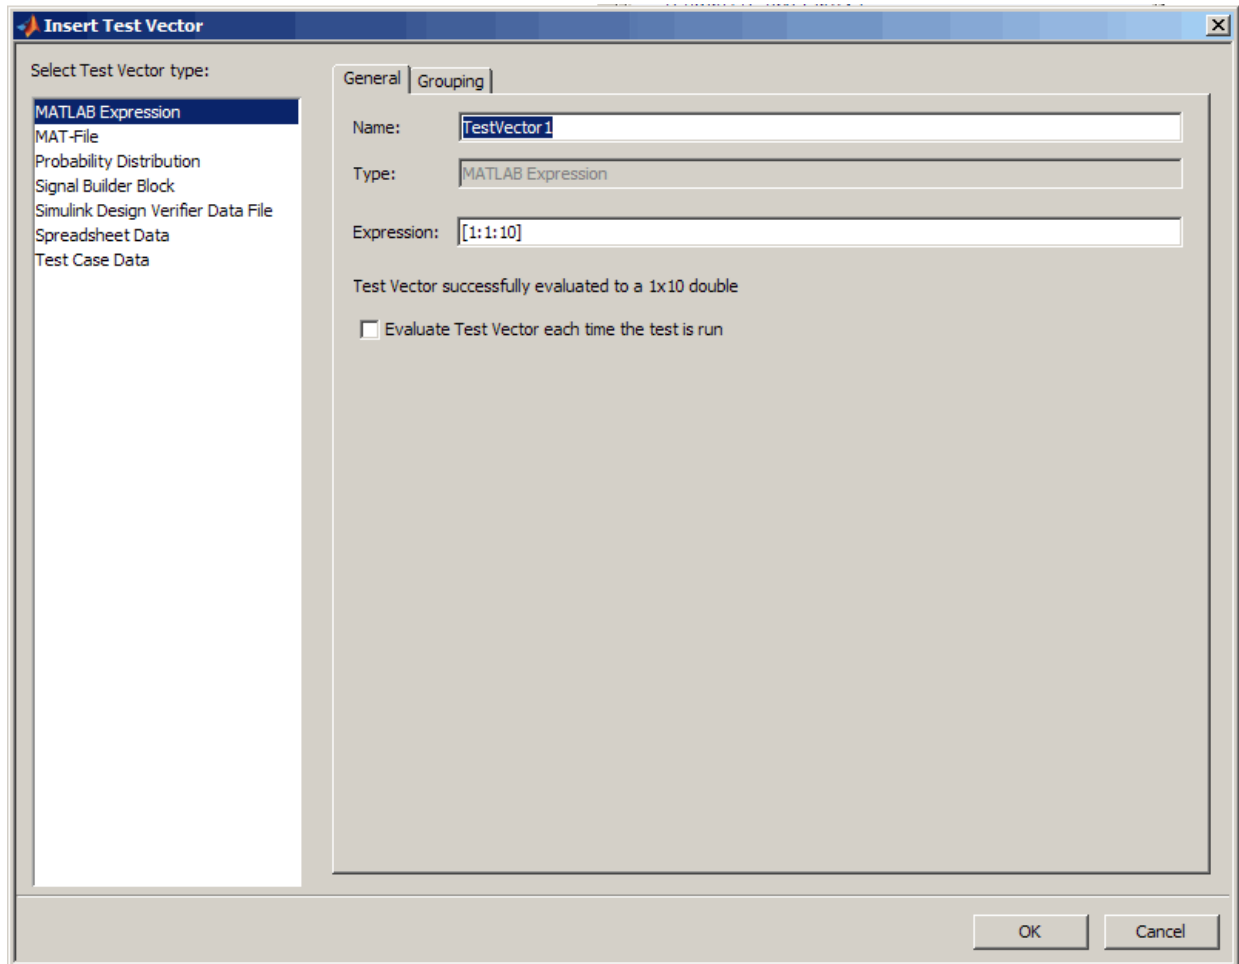 Insert Test Vector
Select Test Vector type:
MATLAB Expression
MAT-File
Probability Distribution
Signal Builder Block
Simulink Design Verifier Data File
Spreadsheet Data
Test Case Data
General Grouping
Name: TestVector1
Type: MATLAB Expression
Expression: [1:1:10]
Test Vector successfully evaluated to a 1x10 double
Evaluate Test Vector each time the test is run
OK Cancel